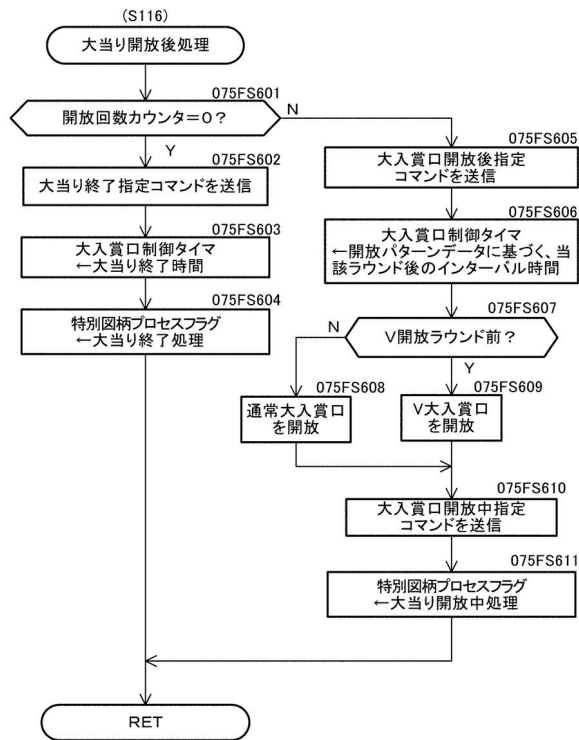 (S116)
大当り開放後処理
075FS601
開放回数カウンタ=0?
N
Y
075FS602
大当り終了指定コマンドを送信
075FS603
大入賞口制御タイマ
←大当り終了時間
075FS604
特別図柄プロセスフラグ
←大当り終了処理
075FS605
大入賞口開放後指定
コマンドを送信
075FS606
大入賞口制御タイマ
←開放パターンデータに基づく、当
該ラウンド後のインターバル時間
075FS607
V開放ラウンド前?
N
Y
075FS608
通常大入賞口
を開放
075FS609
V大入賞口
を開放
075FS610
大入賞口開放中指定
コマンドを送信
075FS611
特別図柄プロセスフラグ
←大当り開放中処理
RET